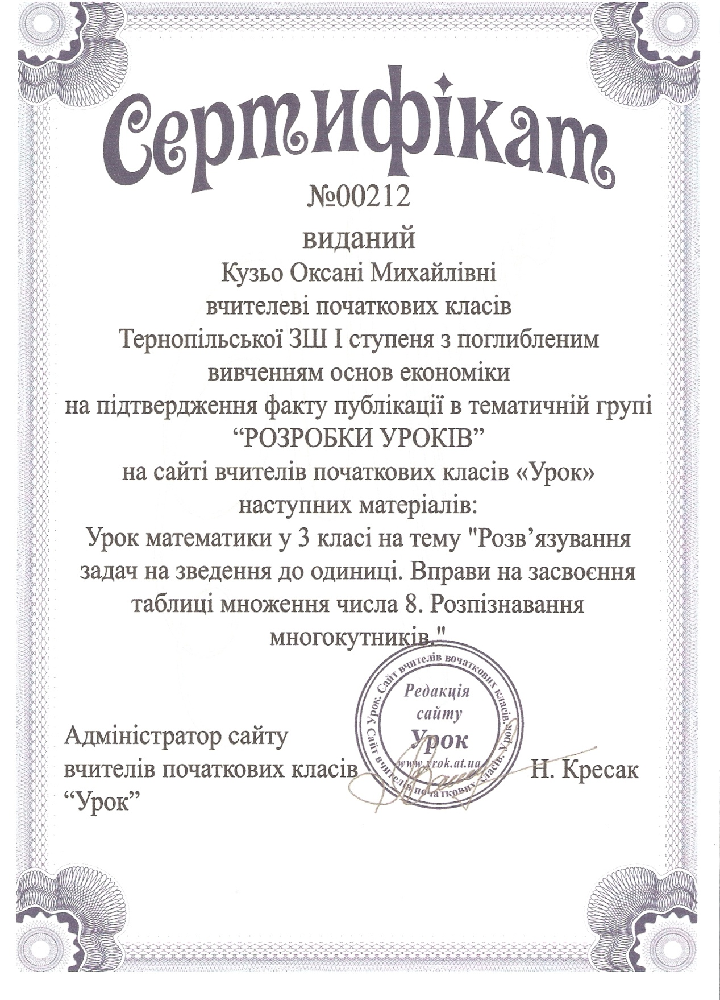 Сертифікат
№00212
виданий
Кузьо Оксані Михайлівні
вчителеві початкових класів
Тернопільської ЗШ І ступеня з поглибленим
вивченням основ економіки
на підтвердження факту публікації в тематичній групі
“РОЗРОБКИ УРОКІВ”
на сайті вчителів початкових класів «Урок»
наступних матеріалів:
Урок математики у 3 класі на тему "Розв’язування
задач на зведення до одиниці. Вправи на засвоєння
таблиці множення числа 8. Розпізнавання
многокутників."
Сайт вчителів вочаткових класів. Урок
Сайт вчителів початкових класів. Урок.
Редакція
сайту
Урок
www.yrok.at.ua
Адміністратор сайту
вчителів початкових класів
“Урок”
Н. Кресак